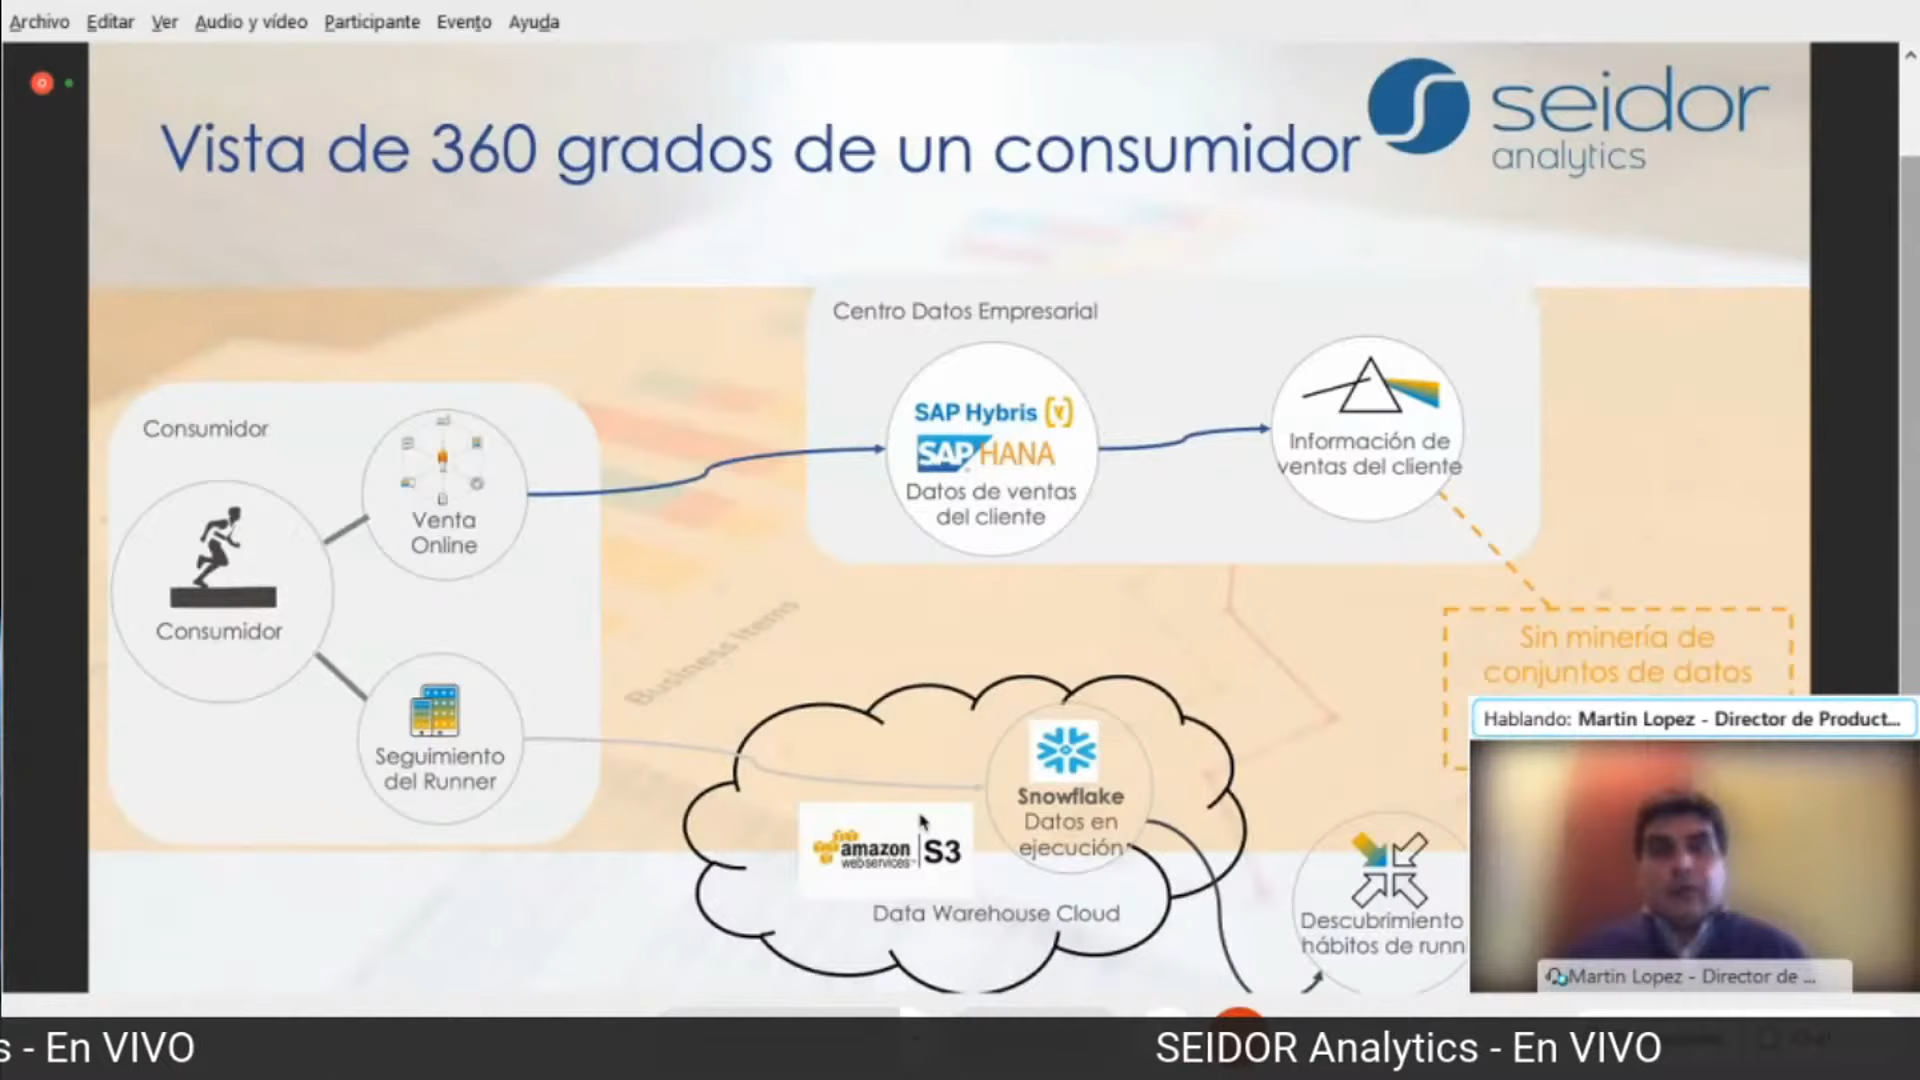 Archivo Editar Ver Audio y vídeo Participante Evento Ayuda
seidor
analytics
Vista de 360 grados de un consumidor
Centro Datos Empresarial
Consumidor
Venta
Online
Consumidor
Seguimiento
del Runner
SAP Hybris (Y)
SAP HANA
Datos de ventas
del cliente
Información de
ventas del cliente
Sin minería de
conjuntos de datos
Business Items
Snowflake
Datos en
ejecución
amazon
webservices™
S3
Data Warehouse Cloud
Descubrimiento
hábitos de runn
Hablando: Martin Lopez - Director de Product...
Martin Lopez - Director de ...
s - En VIVO
SEIDOR Analytics - En VIVO